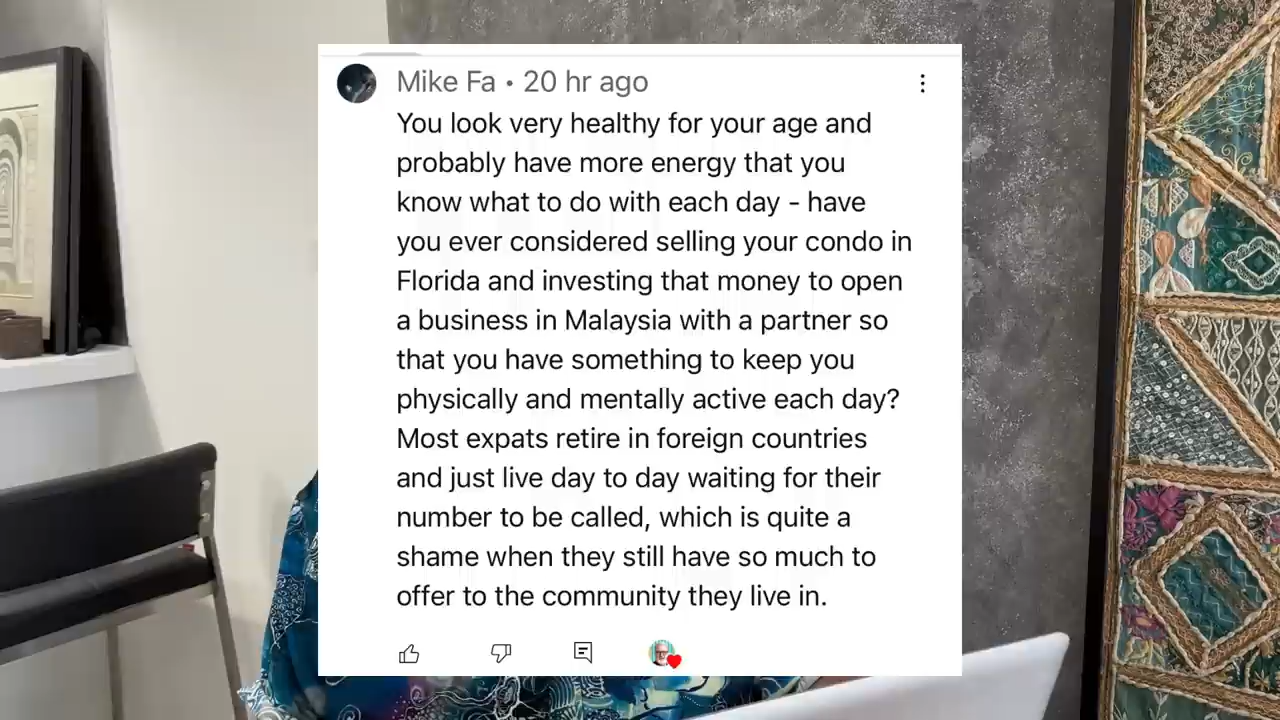 Mike Fa • 20 hr ago
You look very healthy for your age and
probably have more energy that you
know what to do with each day - have
you ever considered selling your condo in
Florida and investing that money to open
a business in Malaysia with a partner so
that you have something to keep you
physically and mentally active each day?
Most expats retire in foreign countries
and just live day to day waiting for their
number to be called, which is quite a
shame when they still have so much to
offer to the community they live in.